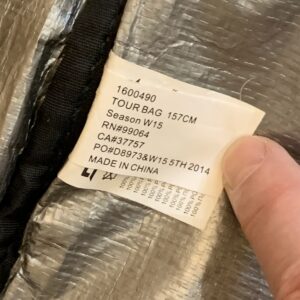 1600490
TOUR BAG 157CM
Season W15
RN#99064
CA#37757
PO#D8973&W15 5TH 2014
MADE IN CHINA